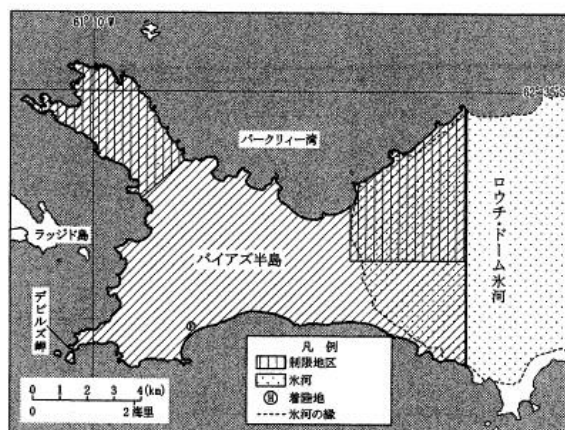 61°10′W
62°35′S
バークリィー湾
ロウチ・ドーム氷河
ラッジド島
バイアズ半島
デビルズ岬
H
凡 例
制限地区
氷河
H 着陸地
氷河の縁
0 1 2 3 4 (km)
0 2 海里